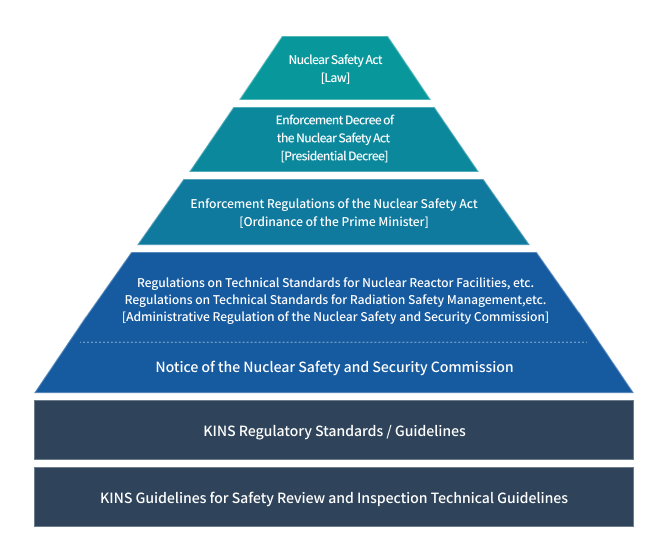 Nuclear Safety Act
[Law]
Enforcement Decree of
the Nuclear Safety Act
[Presidential Decree]
Enforcement Regulations of the Nuclear Safety Act
[Ordinance of the Prime Minister]
Regulations on Technical Standards for Nuclear Reactor Facilities, etc.
Regulations on Technical Standards for Radiation Safety Management,etc.
[Administrative Regulation of the Nuclear Safety and Security Commission]
Notice of the Nuclear Safety and Security Commission
KINS Regulatory Standards / Guidelines
KINS Guidelines for Safety Review and Inspection Technical Guidelines